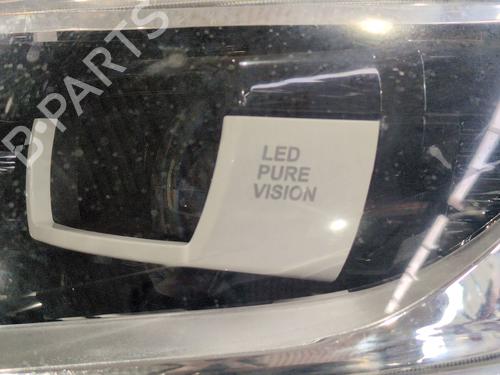 B-PARTS
LED
PURE
VISION